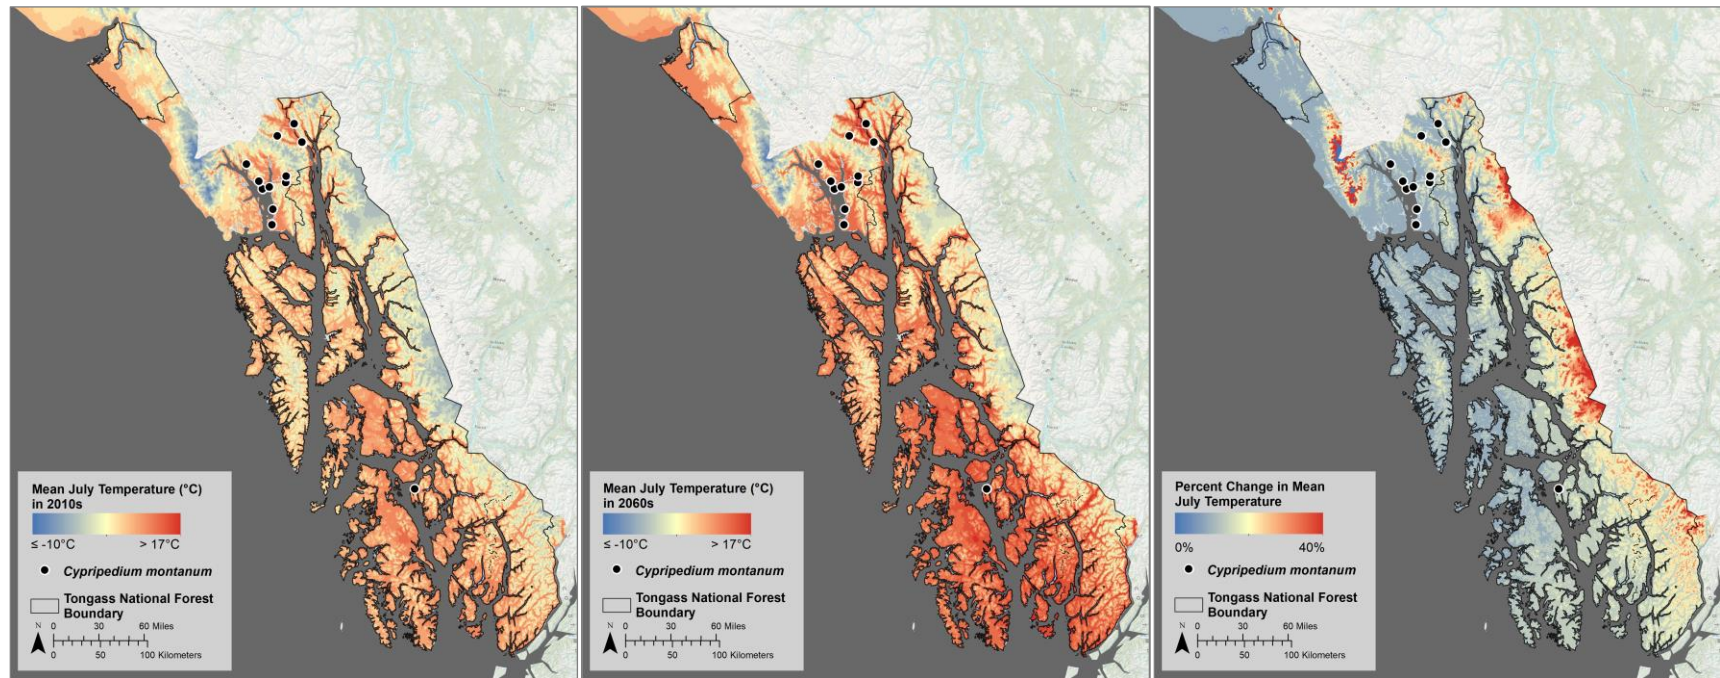 Mean July Temperature (°C)
in 2010s
≤ -10°C > 17°C
Cypripedium montanum
Tongass National Forest
Boundary
N
0 30 60 Miles
0 50 100 Kilometers
Mean July Temperature (°C)
in 2060s
≤ -10°C > 17°C
Cypripedium montanum
Tongass National Forest
Boundary
N
0 30 60 Miles
0 50 100 Kilometers
Percent Change in Mean
July Temperature
0% 40%
Cypripedium montanum
Tongass National Forest
Boundary
N
0 30 60 Miles
0 50 100 Kilometers